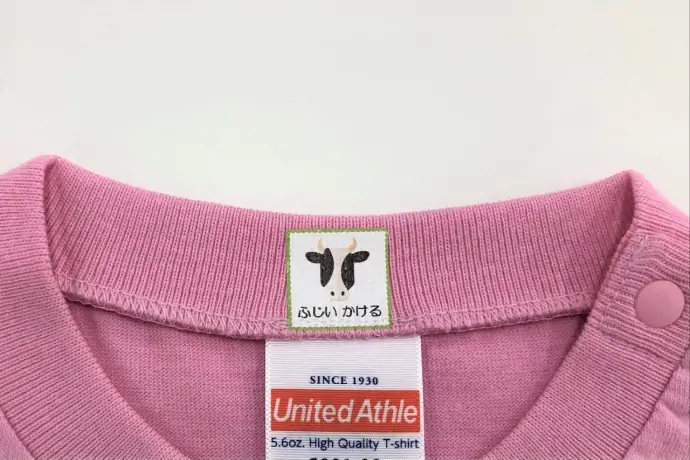 ふじい かける
SINCE 1930
United Athle
5.6oz. High Quality T-shirt